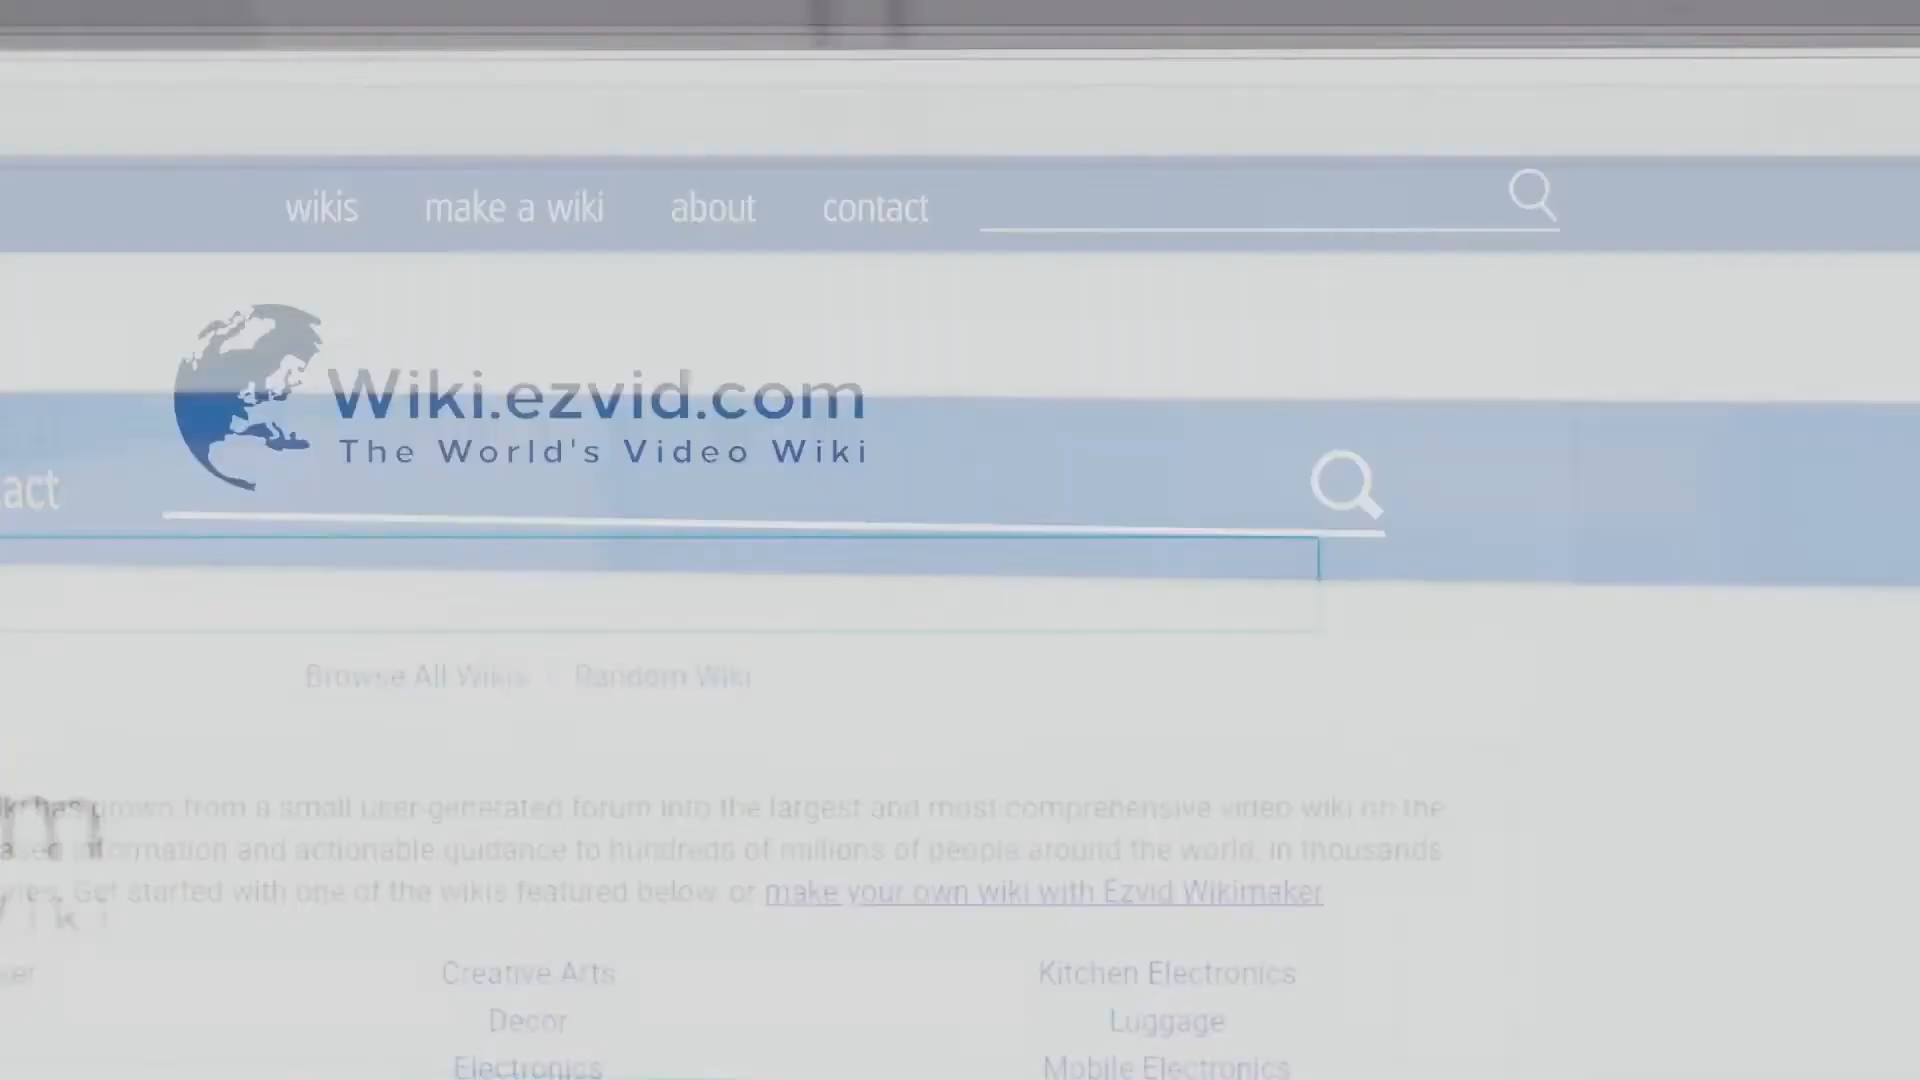 wikis make a wiki about contact
Wiki.ezvid.com
The World's Video Wiki
act
Browse All Wikis Random Wiki
has grown from a small user-generated forum into the largest and most comprehensive video wiki on the
information and actionable guidance to hundreds of millions of people around the world, in thousands
Get started with one of the wikis featured below, or make your own wiki with Ezvid Wikimaker
Creative Arts Kitchen Electronics
Decor Luggage
Electronics Mobile Electronics